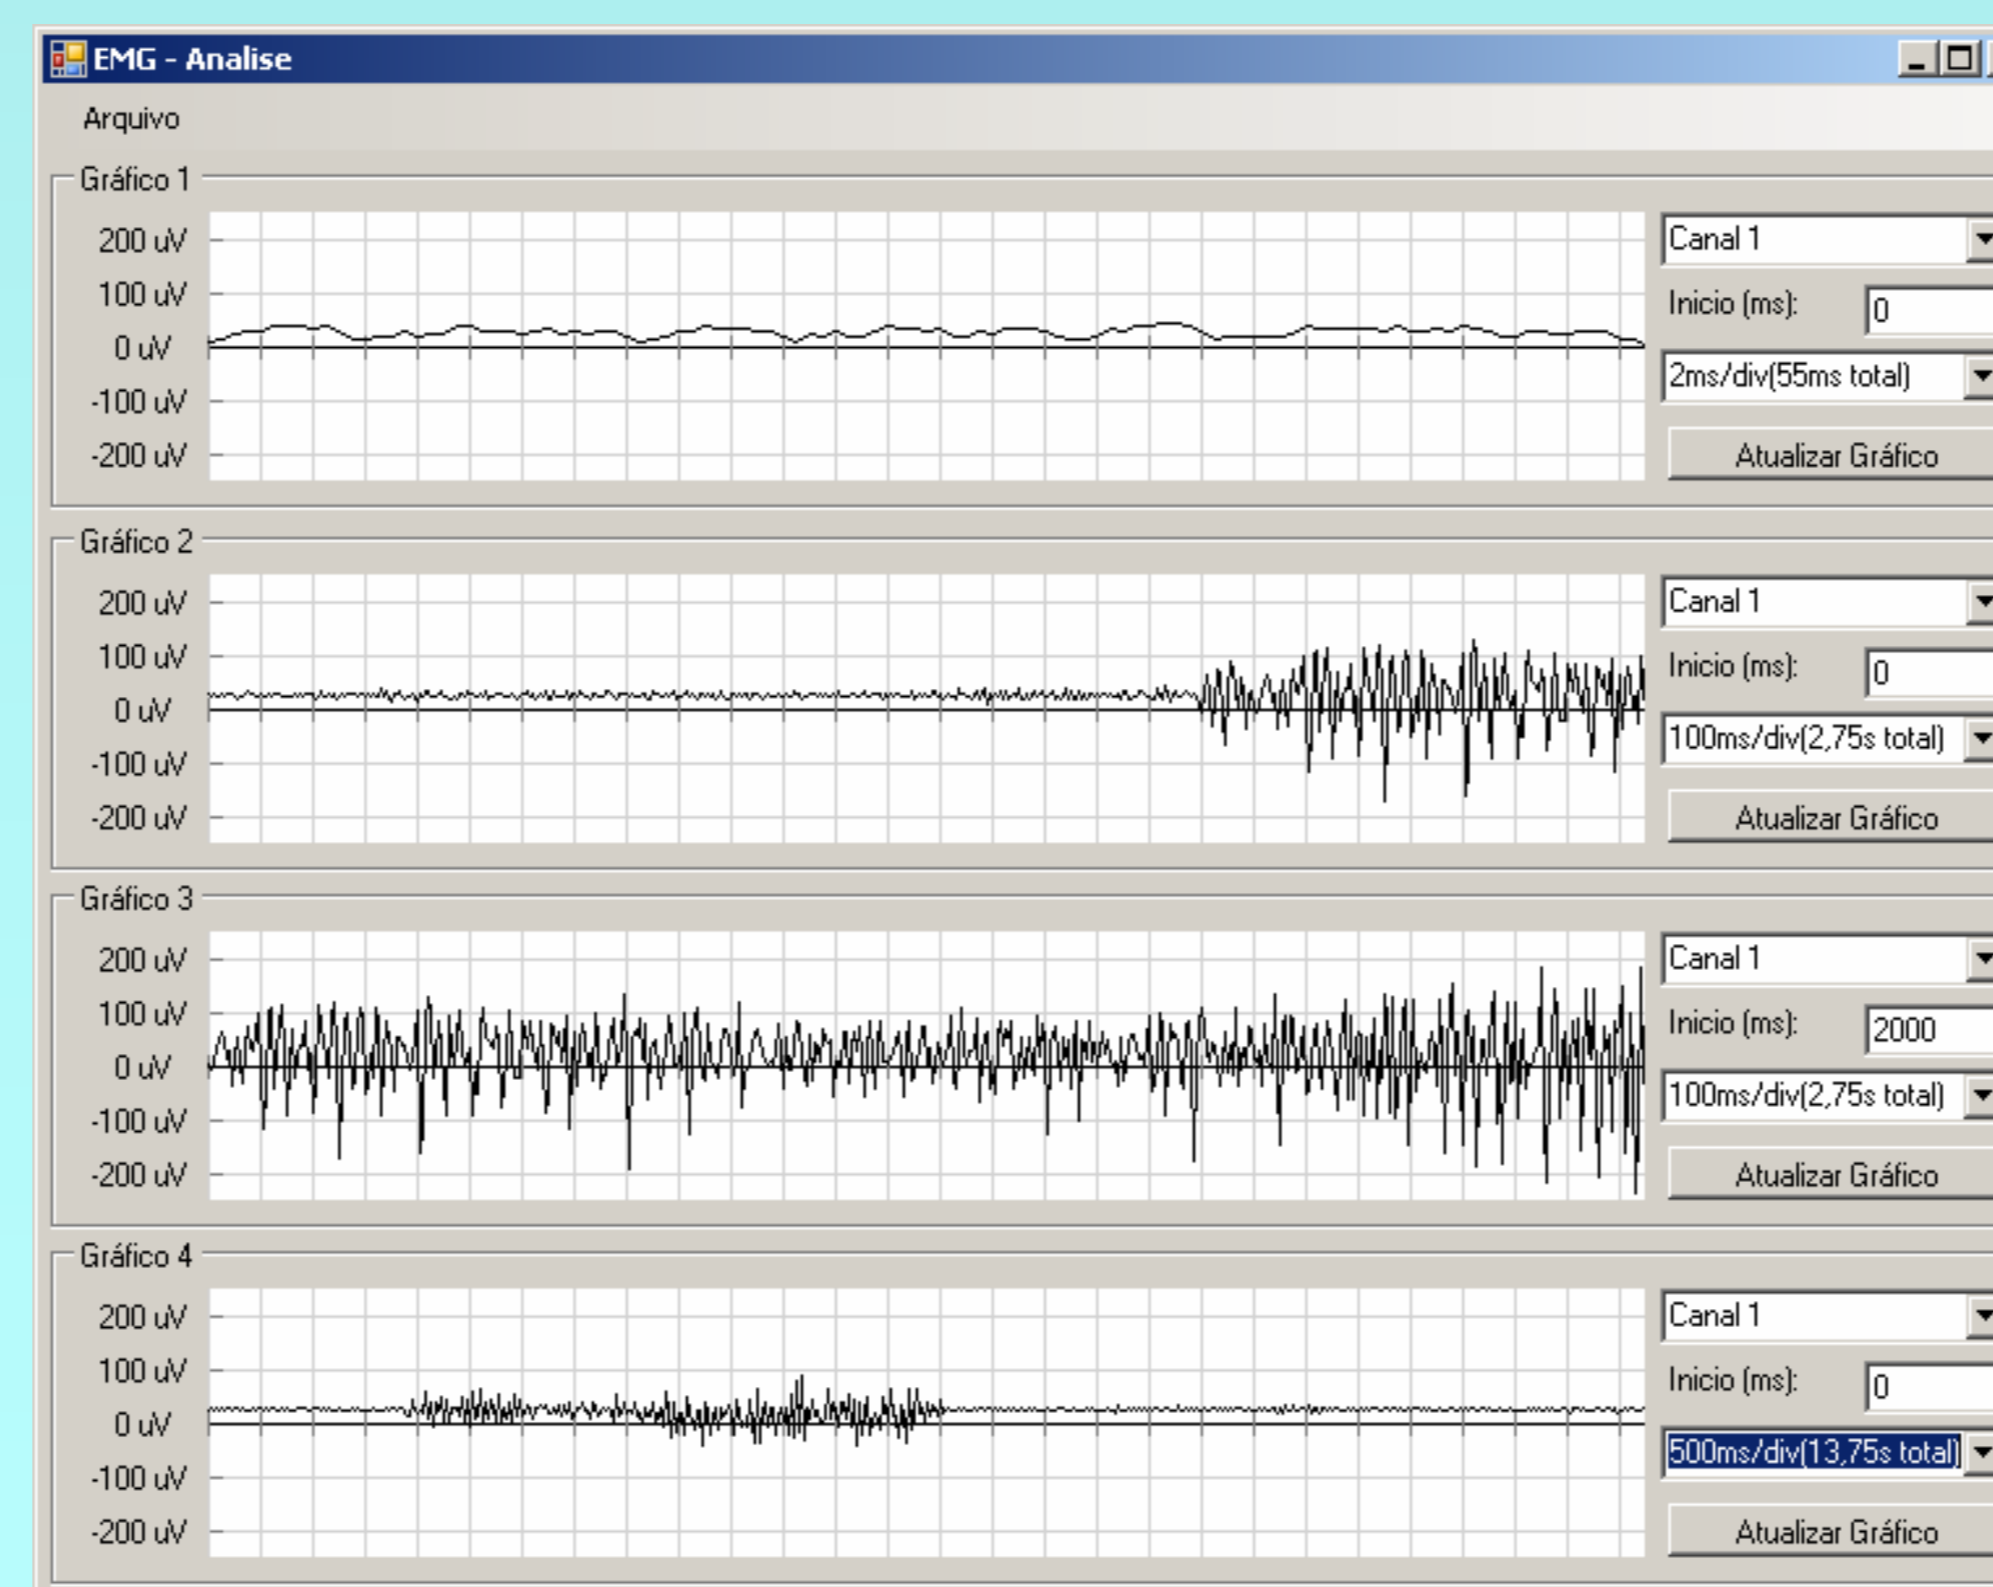 EMG - Analise
Arquivo
Gráfico 1
200 uV
100 uV
0 uV
-100 uV
-200 uV
Canal 1
Inicio (ms): 0
2ms/div(55ms total)
Atualizar Gráfico
Gráfico 2
200 uV
100 uV
0 uV
-100 uV
-200 uV
Canal 1
Inicio (ms): 0
100ms/div(2,75s total)
Atualizar Gráfico
Gráfico 3
200 uV
100 uV
0 uV
-100 uV
-200 uV
Canal 1
Inicio (ms): 2000
100ms/div(2,75s total)
Atualizar Gráfico
Gráfico 4
200 uV
100 uV
0 uV
-100 uV
-200 uV
Canal 1
Inicio (ms): 0
500ms/div(13,75s total)
Atualizar Gráfico